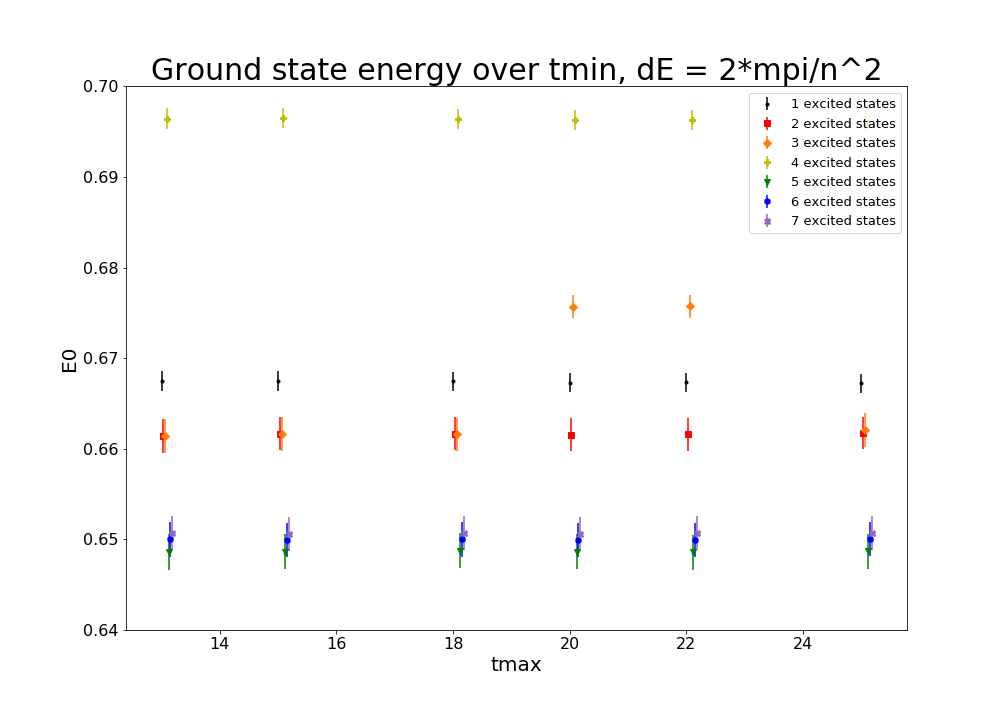 Ground state energy over tmin, dE = 2*mpi/n^2
0.70
0.69
0.68
0.67
0.66
0.65
0.64
E0
1 excited states
2 excited states
3 excited states
4 excited states
5 excited states
6 excited states
7 excited states
14
16
18
20
22
24
tmax